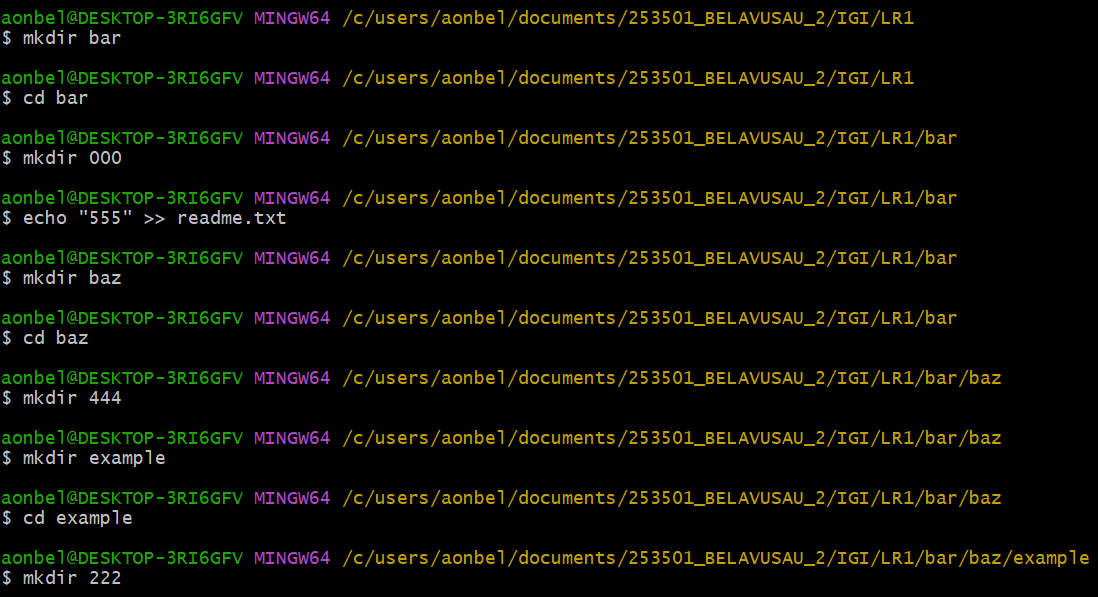 aonbel@DESKTOP-3RI6GFV MINGW64 /c/users/aonbel/documents/253501_BELAVUSAU_2/IGI/LR1
$ mkdir bar
aonbel@DESKTOP-3RI6GFV MINGW64 /c/users/aonbel/documents/253501_BELAVUSAU_2/IGI/LR1
$ cd bar
aonbel@DESKTOP-3RI6GFV MINGW64 /c/users/aonbel/documents/253501_BELAVUSAU_2/IGI/LR1/bar
$ mkdir 000
aonbel@DESKTOP-3RI6GFV MINGW64 /c/users/aonbel/documents/253501_BELAVUSAU_2/IGI/LR1/bar
$ echo "555" >> readme.txt
aonbel@DESKTOP-3RI6GFV MINGW64 /c/users/aonbel/documents/253501_BELAVUSAU_2/IGI/LR1/bar
$ mkdir baz
aonbel@DESKTOP-3RI6GFV MINGW64 /c/users/aonbel/documents/253501_BELAVUSAU_2/IGI/LR1/bar
$ cd baz
aonbel@DESKTOP-3RI6GFV MINGW64 /c/users/aonbel/documents/253501_BELAVUSAU_2/IGI/LR1/bar/baz
$ mkdir 444
aonbel@DESKTOP-3RI6GFV MINGW64 /c/users/aonbel/documents/253501_BELAVUSAU_2/IGI/LR1/bar/baz
$ mkdir example
aonbel@DESKTOP-3RI6GFV MINGW64 /c/users/aonbel/documents/253501_BELAVUSAU_2/IGI/LR1/bar/baz
$ cd example
aonbel@DESKTOP-3RI6GFV MINGW64 /c/users/aonbel/documents/253501_BELAVUSAU_2/IGI/LR1/bar/baz/example
$ mkdir 222